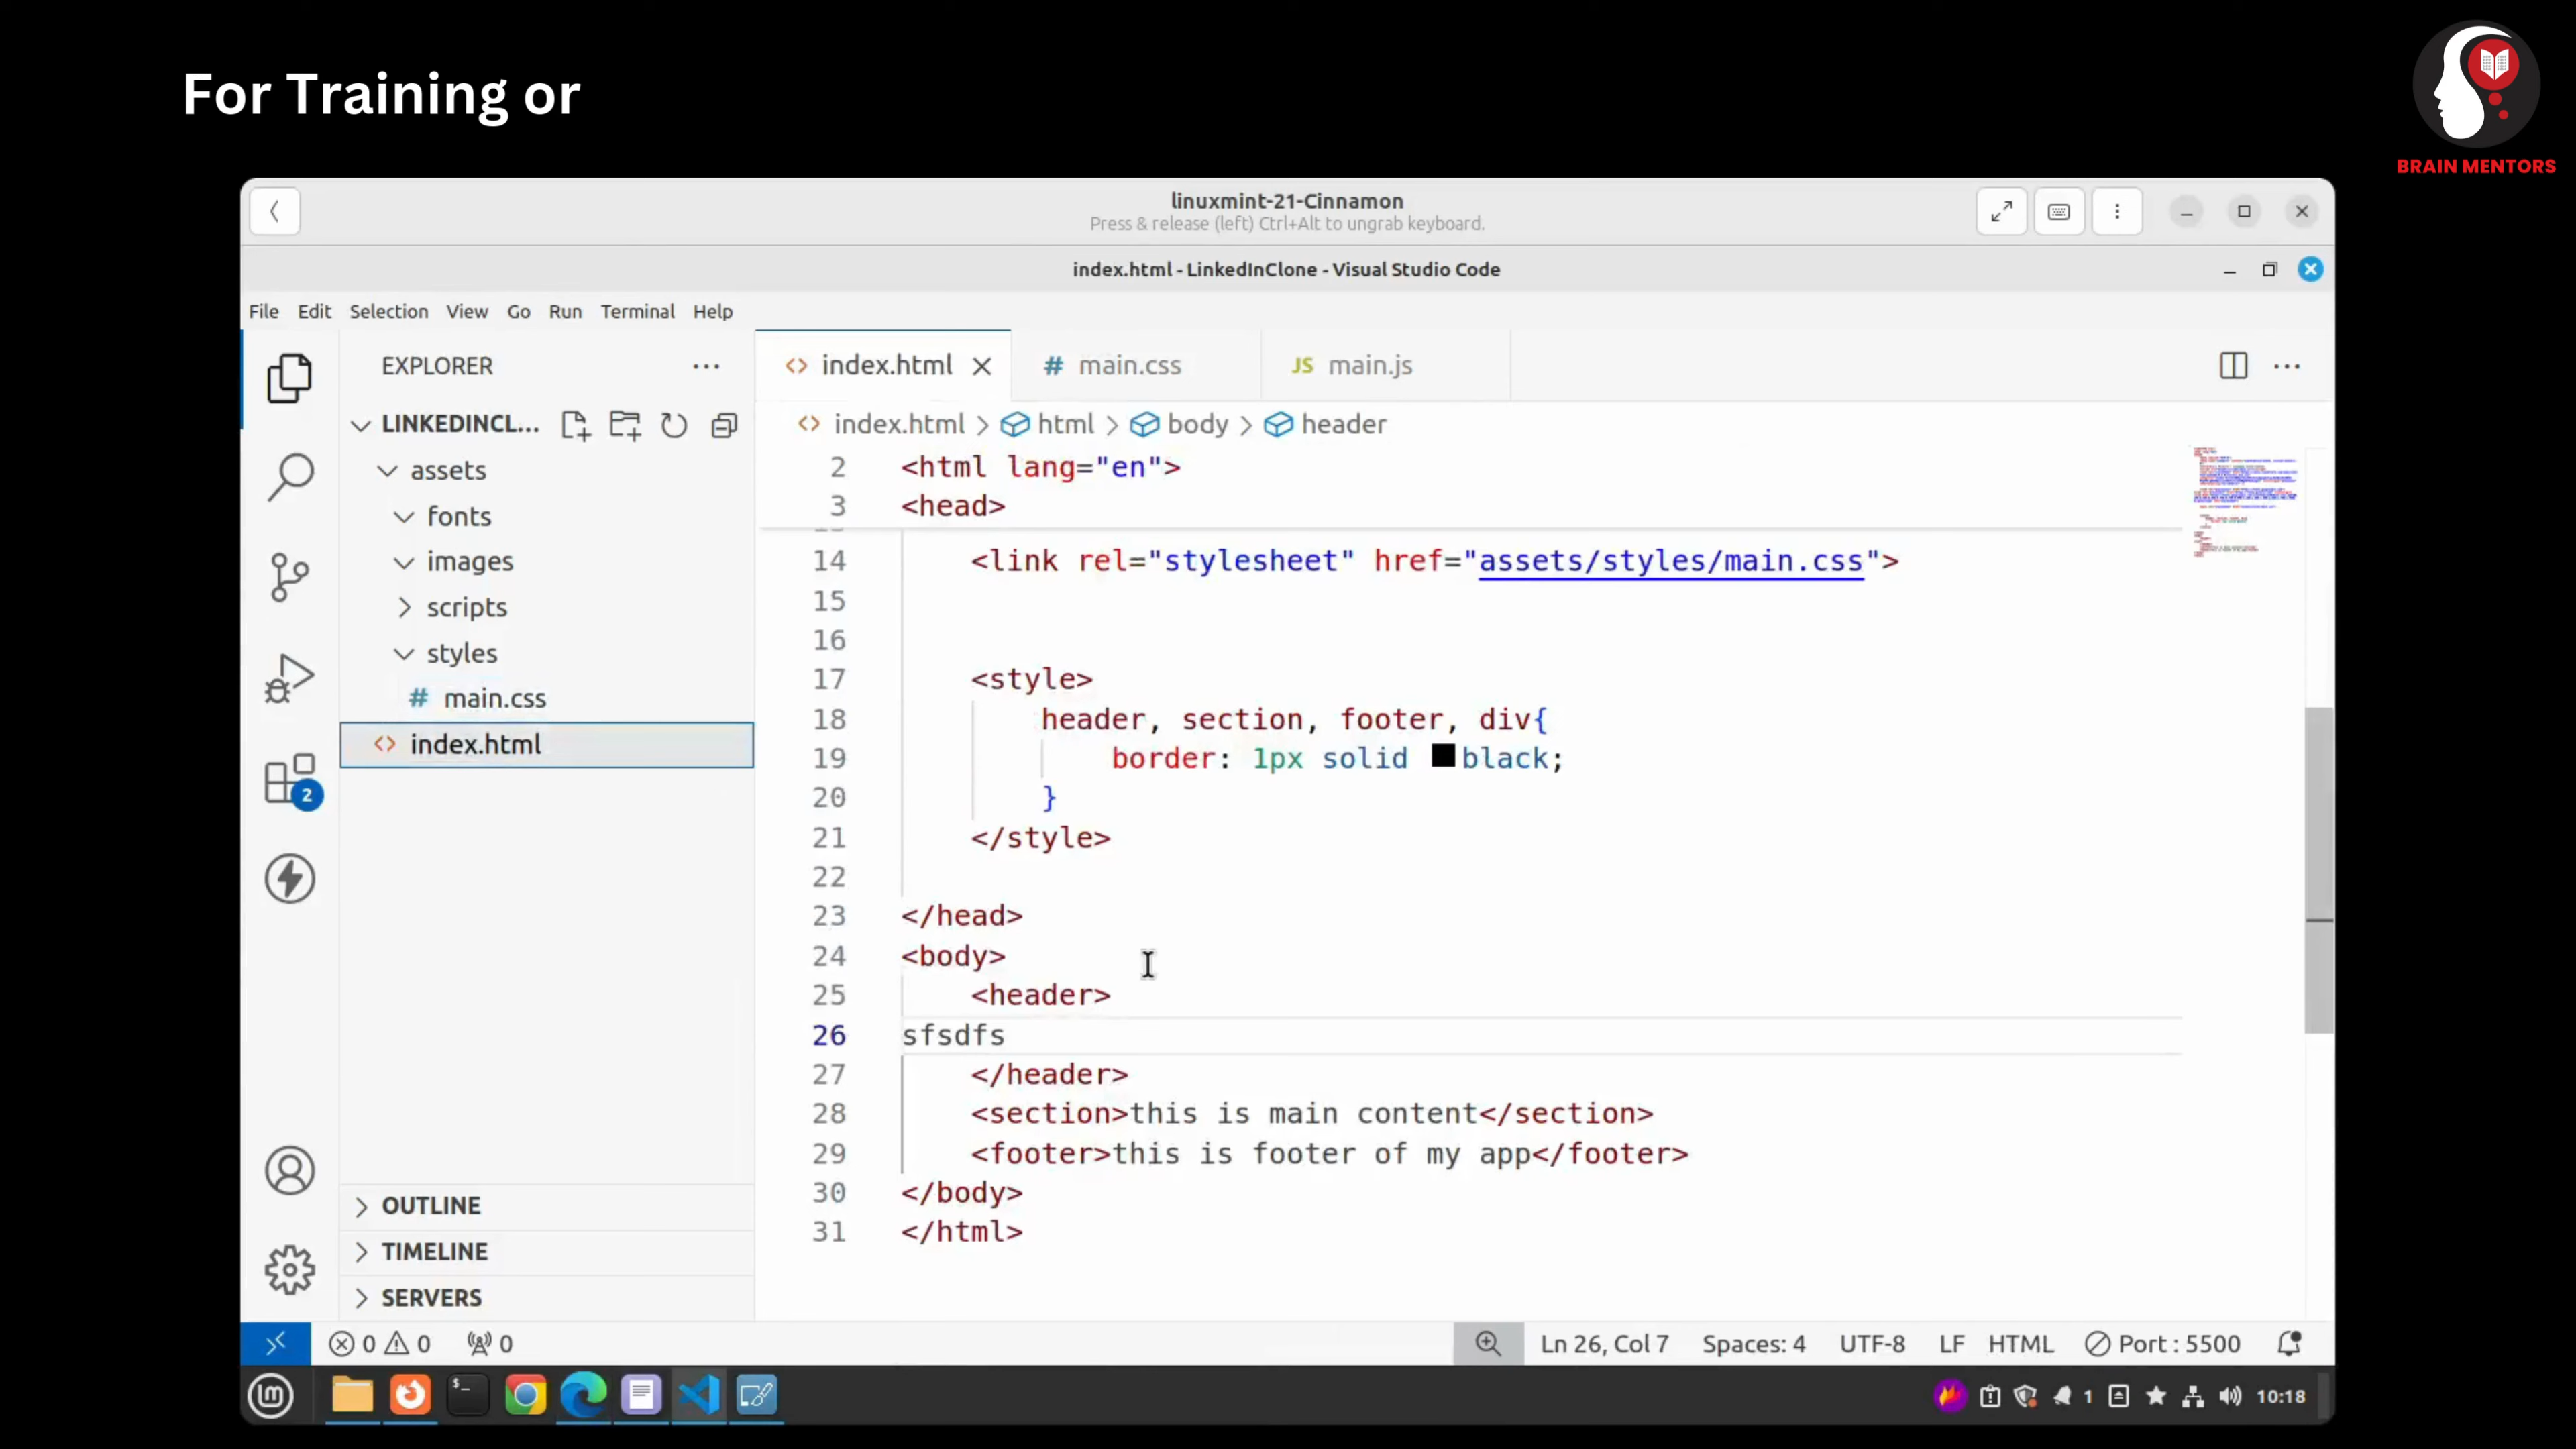 For Training or
BRAIN MENTORS
linuxmint-21-Cinnamon
Press & release (left) Ctrl+Alt to ungrab keyboard.
index.html - LinkedInClone - Visual Studio Code
File Edit Selection View Go Run Terminal Help
EXPLORER
LINKEDINCL...
assets
fonts
images
scripts
styles
# main.css
<> index.html
OUTLINE
TIMELINE
SERVERS
<> index.html # main.css JS main.js
<> index.html > html > body > header
2 <html lang="en">
3 <head>
14 <link rel="stylesheet" href="assets/styles/main.css">
15
16
17 <style>
18 header, section, footer, div{
19 border: 1px solid black;
20 }
21 </style>
22
23 </head>
24 <body>
25 <header>
26 sfsdfs
27 </header>
28 <section>this is main content</section>
29 <footer>this is footer of my app</footer>
30 </body>
31 </html>
2
0 0 0 Ln 26, Col 7 Spaces: 4 UTF-8 LF HTML Port : 5500
1 10:18